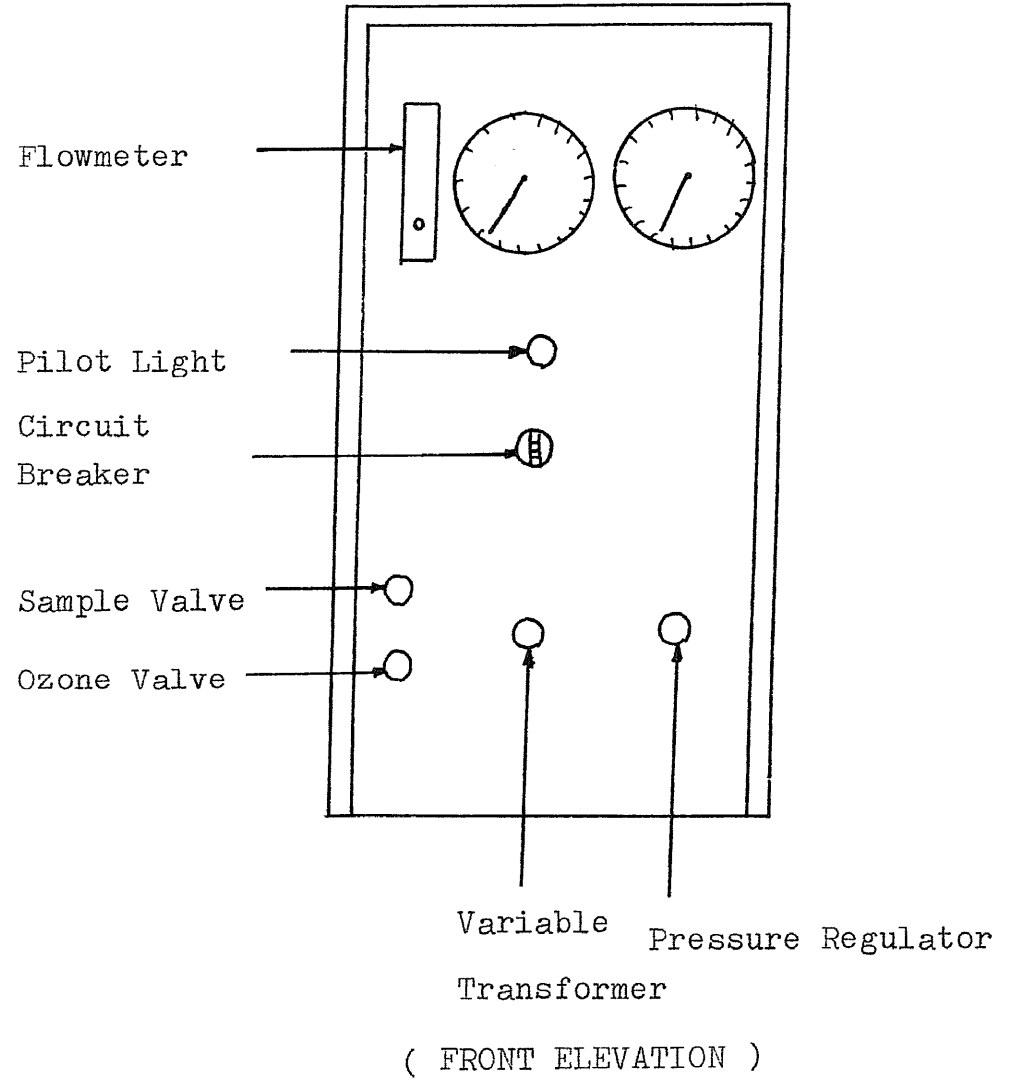 Flowmeter
Pilot Light
Circuit
Breaker
Sample Valve
Ozone Valve
Variable
Transformer
Pressure Regulator
( FRONT ELEVATION )